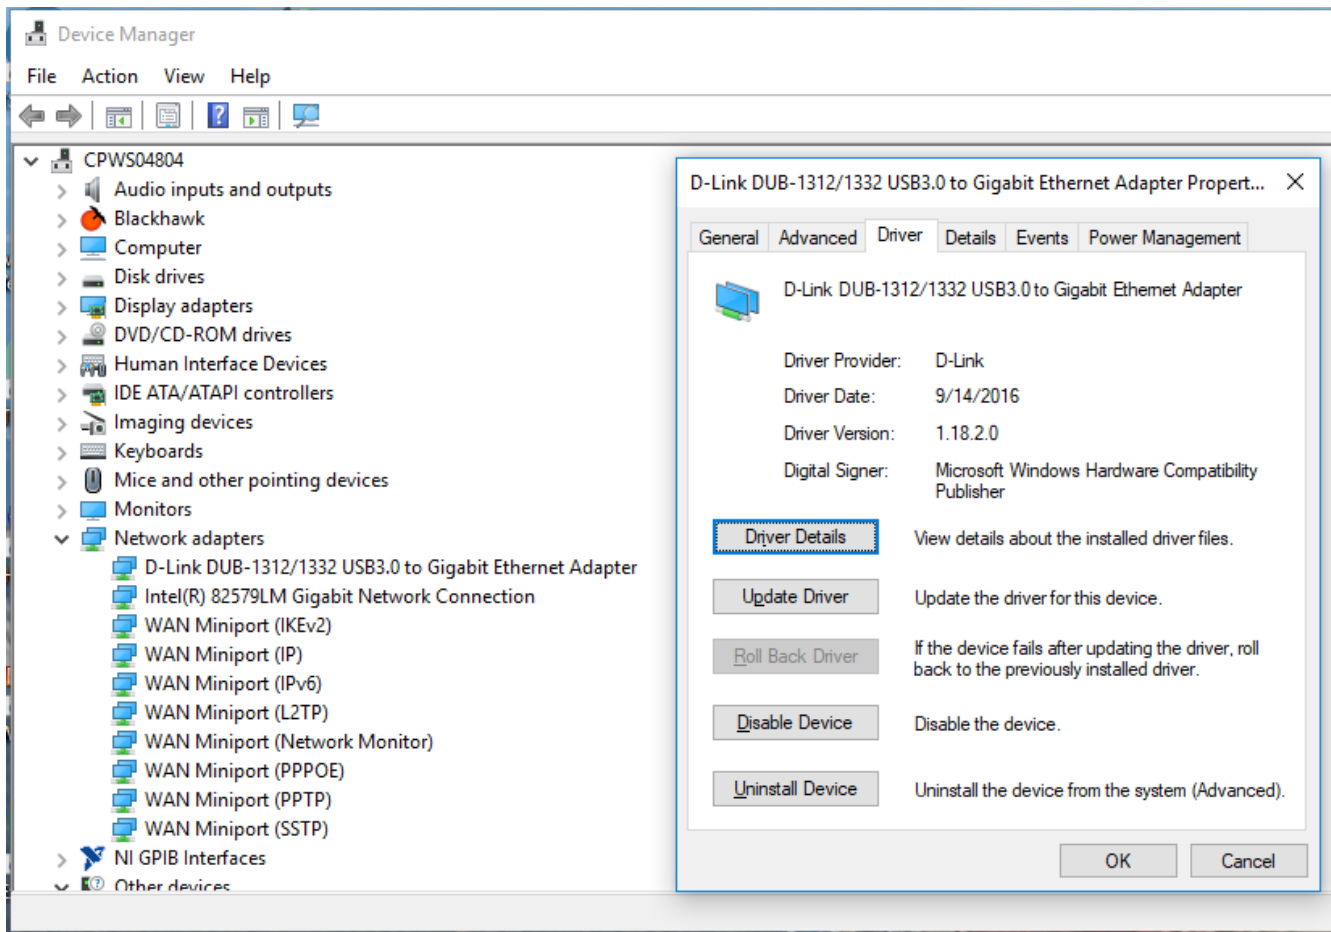 Device Manager
File Action View Help
CPWS04804
Audio inputs and outputs
Blackhawk
Computer
Disk drives
Display adapters
DVD/CD-ROM drives
Human Interface Devices
IDE ATA/ATAPI controllers
Imaging devices
Keyboards
Mice and other pointing devices
Monitors
Network adapters
D-Link DUB-1312/1332 USB3.0 to Gigabit Ethernet Adapter
Intel(R) 82579LM Gigabit Network Connection
WAN Miniport (IKEv2)
WAN Miniport (IP)
WAN Miniport (IPv6)
WAN Miniport (L2TP)
WAN Miniport (Network Monitor)
WAN Miniport (PPPOE)
WAN Miniport (PPTP)
WAN Miniport (SSTP)
NI GPIB Interfaces
Other devices
D-Link DUB-1312/1332 USB3.0 to Gigabit Ethernet Adapter Propert...
General Advanced Driver Details Events Power Management
D-Link DUB-1312/1332 USB3.0 to Gigabit Ethernet Adapter
Driver Provider: D-Link
Driver Date: 9/14/2016
Driver Version: 1.18.2.0
Digital Signer: Microsoft Windows Hardware Compatibility
Publisher
Driver Details View details about the installed driver files.
Update Driver Update the driver for this device.
Roll Back Driver If the device fails after updating the driver, roll
back to the previously installed driver.
Disable Device Disable the device.
Uninstall Device Uninstall the device from the system (Advanced).
OK Cancel